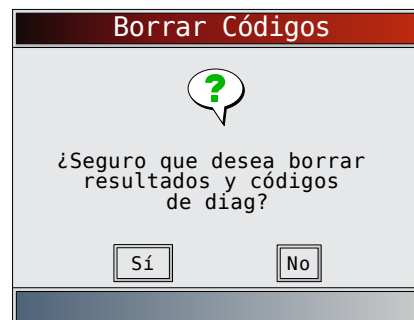 Borrar Códigos
?
¿Seguro que desea borrar
resultados y códigos
de diag?
Sí
No